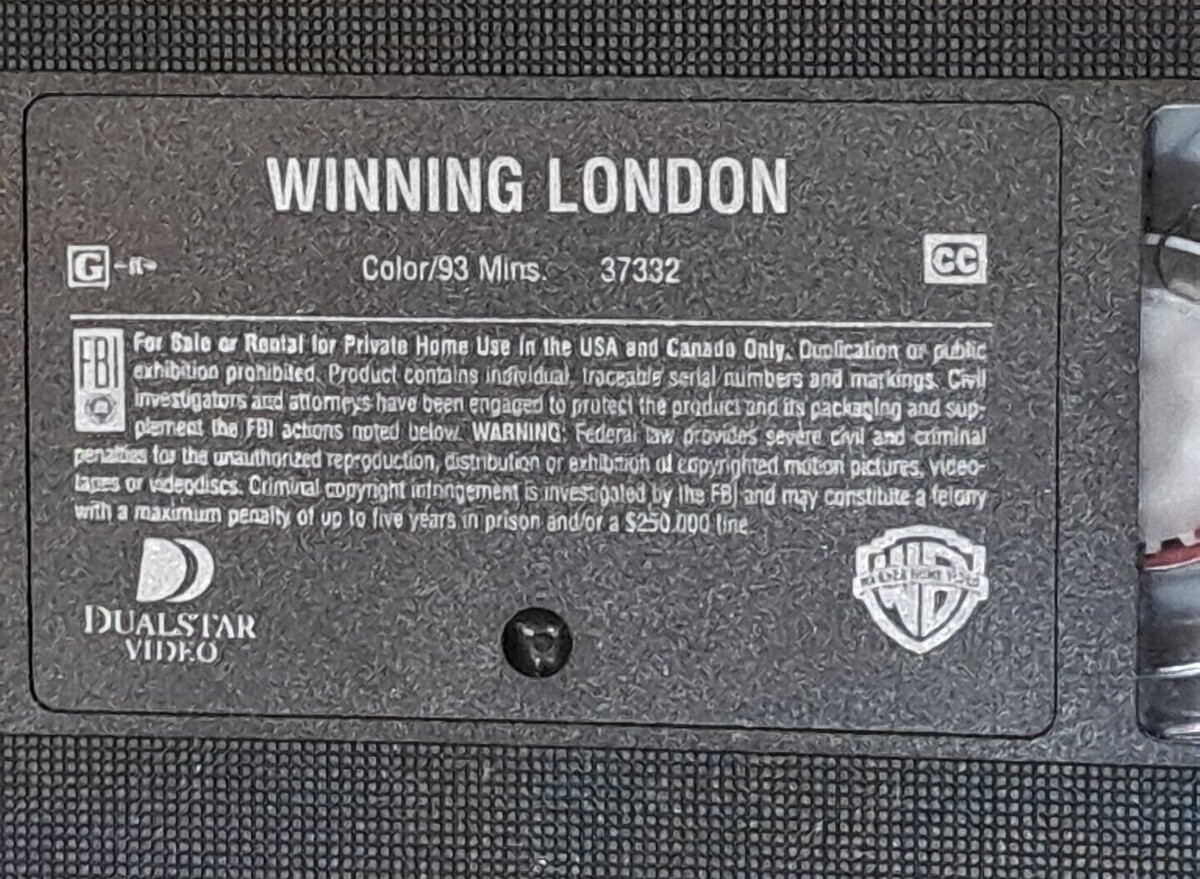 WINNING LONDON
G Color/93 Mins. 37332 CC
FBI For Sale or Rental for Private Home Use in the USA and Canada Only. Duplication or public
exhibition prohibited. Product contains individual, traceable serial numbers and markings. Civil
investigators and attorneys have been engaged to protect the product and its packaging and sup-
plement the FBI actions noted below. WARNING: Federal law provides severe civil and criminal
penalties for the unauthorized reproduction, distribution or exhibition of copyrighted motion pictures, video-
tapes or videodiscs. Criminal copyright infringement is investigated by the FBI and may constitute a felony
with a maximum penalty of up to five years in prison and/or a $250,000 fine.
DUALSTAR
VIDEO
WB